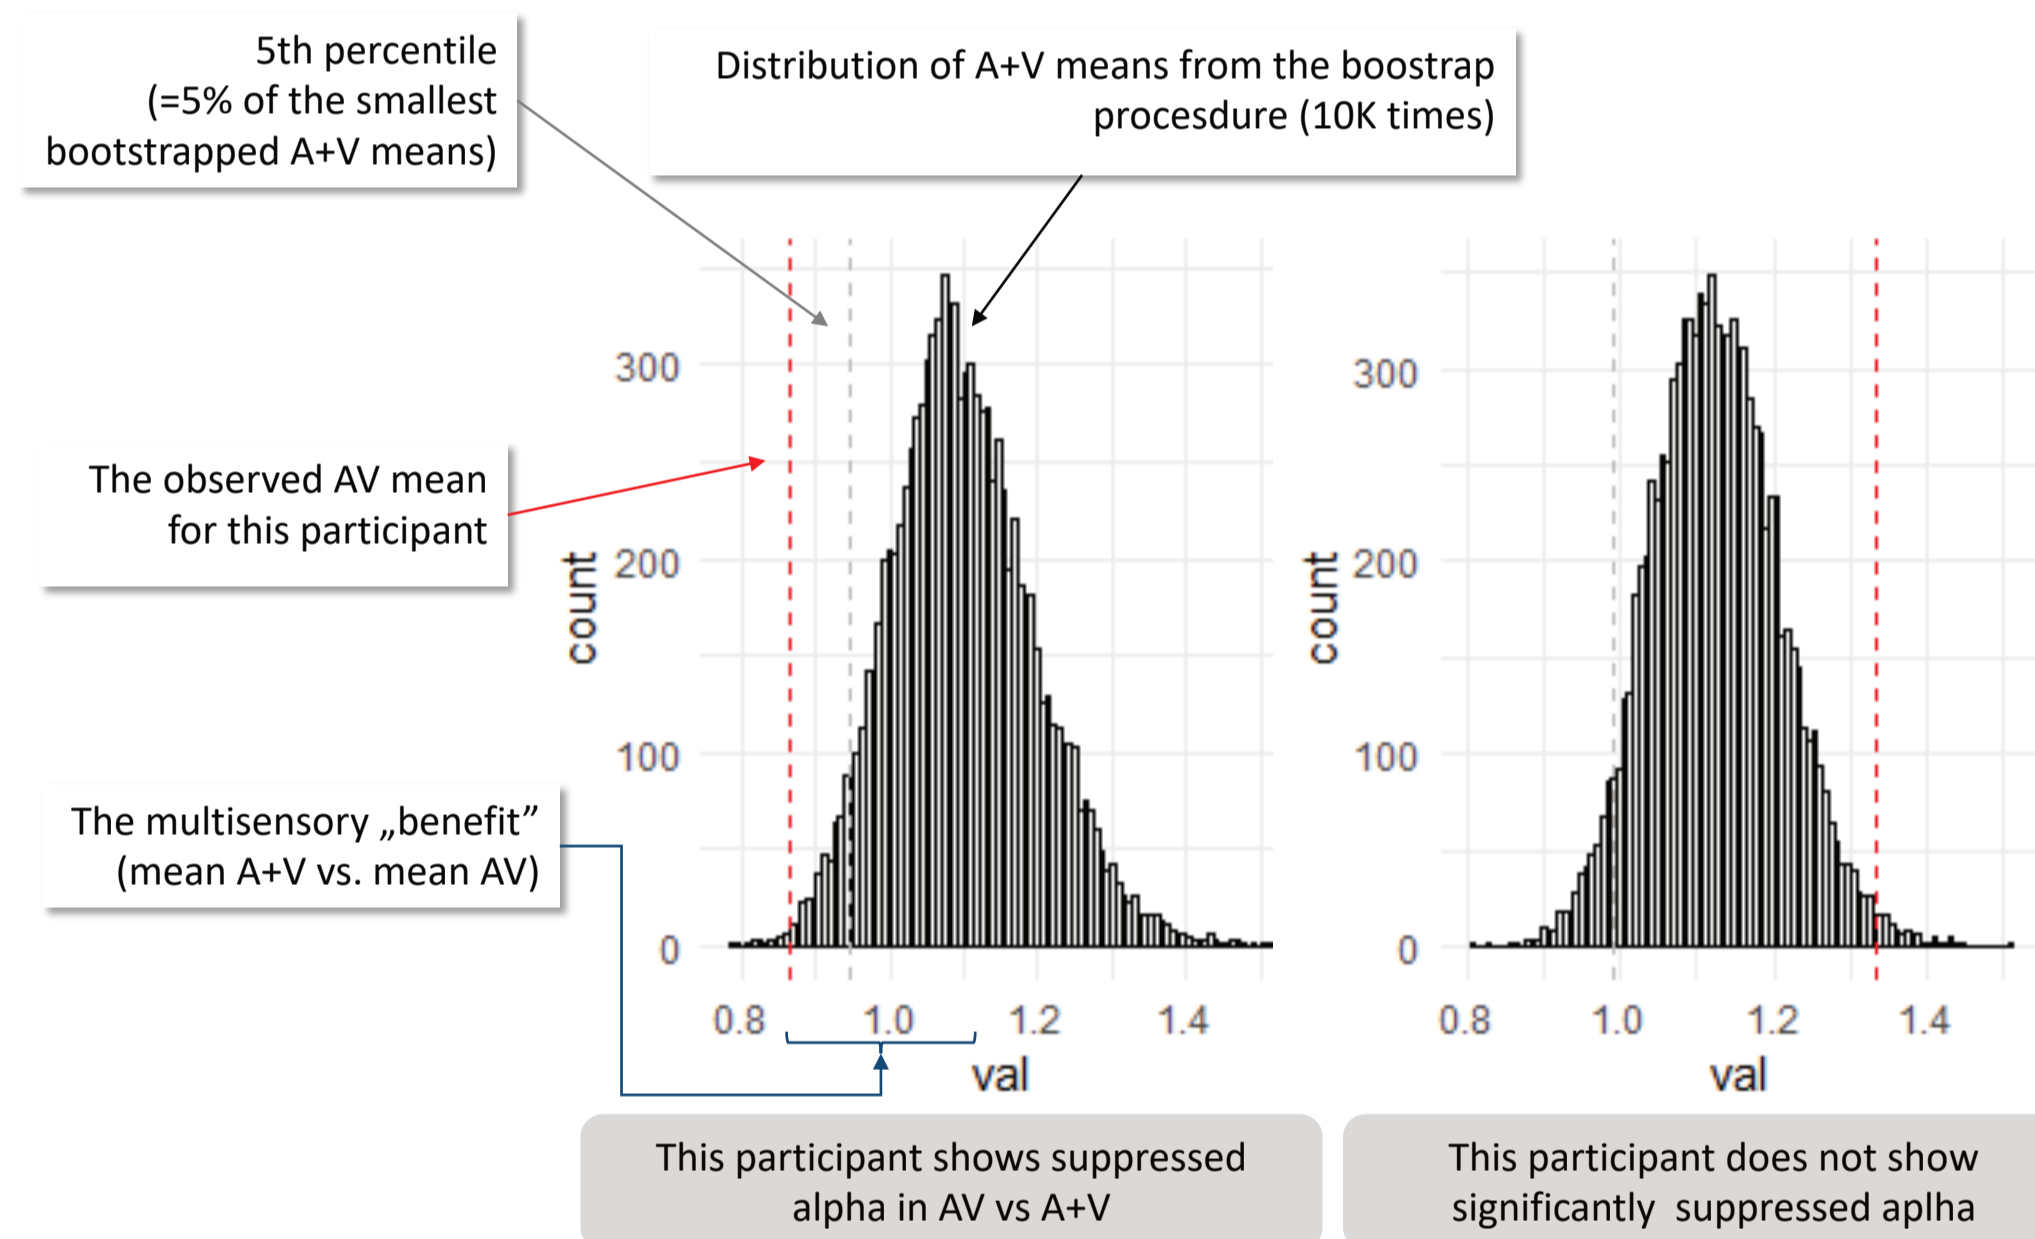 5th percentile
(=5% of the smallest
bootstrapped A+V means)
Distribution of A+V means from the boostrap
procesdure (10K times)
The observed AV mean
for this participant
The multisensory „benefit”
(mean A+V vs. mean AV)
count
300
200
100
0
0.8
1.0
1.2
1.4
val
count
300
200
100
0
0.8
1.0
1.2
1.4
val
This participant shows suppressed
alpha in AV vs A+V
This participant does not show
significantly suppressed aplha